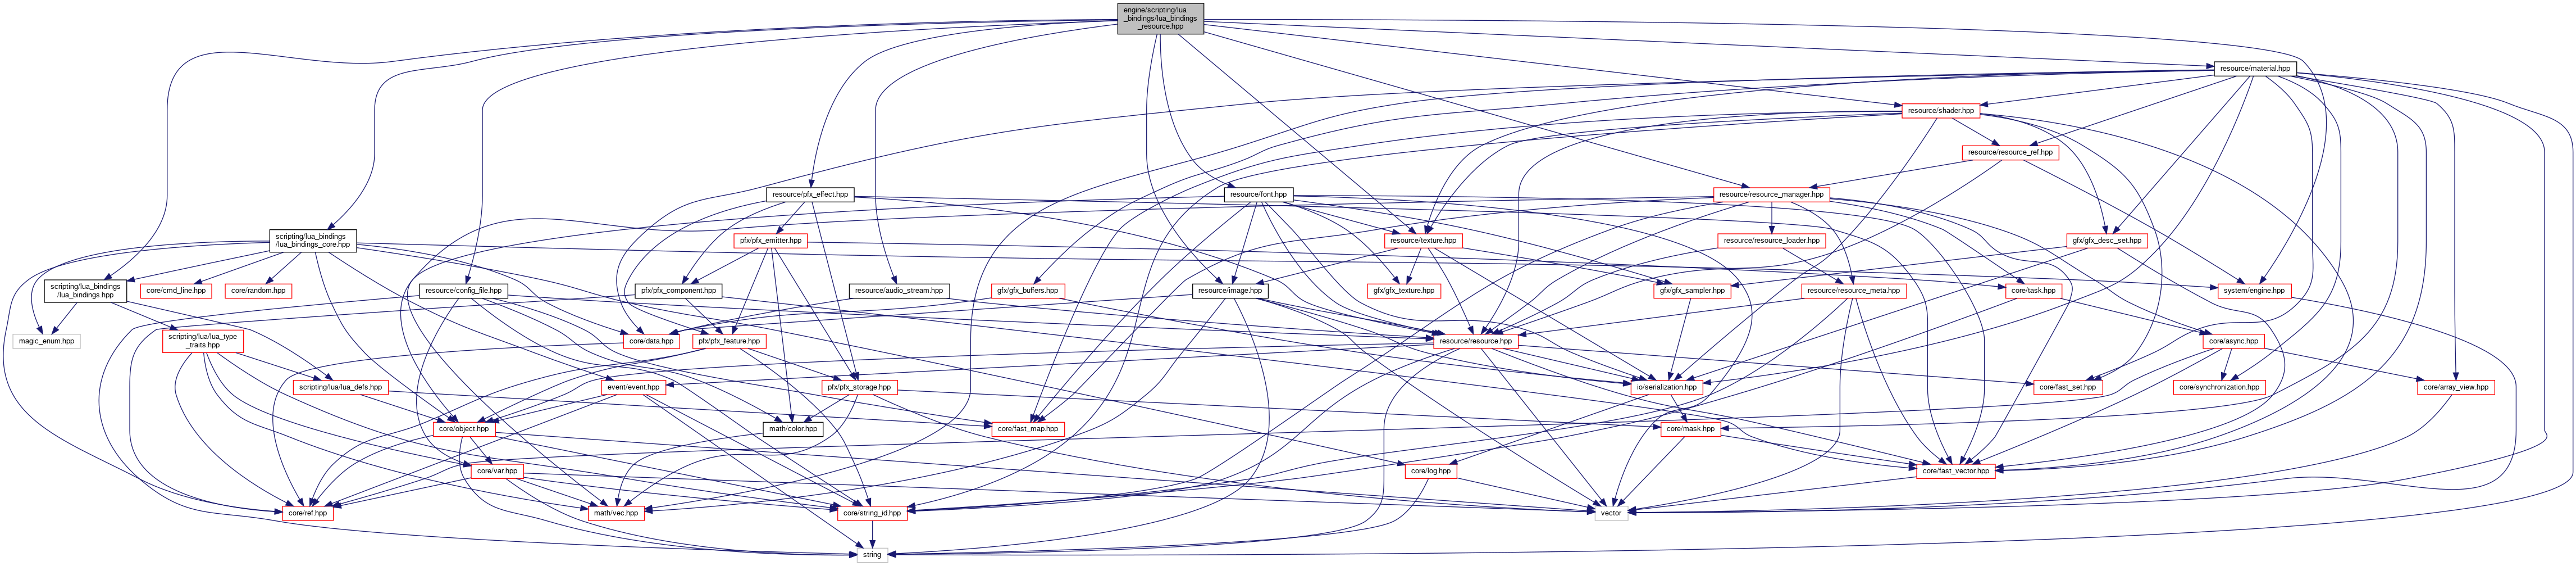 engine/scripting/lua
_bindings/lua_bindings
_resource.hpp
resource/material.hpp
resource/shader.hpp
resource/resource_ref.hpp
resource/pfx_effect.hpp
resource/font.hpp
resource/resource_manager.hpp
scripting/lua_bindings
/lua_bindings_core.hpp
pfx/pfx_emitter.hpp
resource/texture.hpp
resource/resource_loader.hpp
gfx/gfx_desc_set.hpp
scripting/lua_bindings
/lua_bindings.hpp
core/cmd_line.hpp
core/random.hpp
resource/config_file.hpp
pfx/pfx_component.hpp
resource/audio_stream.hpp
gfx/gfx_buffers.hpp
resource/image.hpp
gfx/gfx_texture.hpp
gfx/gfx_sampler.hpp
resource/resource_meta.hpp
core/task.hpp
system/engine.hpp
magic_enum.hpp
scripting/lua/lua_type
_traits.hpp
core/data.hpp
pfx/pfx_feature.hpp
resource/resource.hpp
core/async.hpp
scripting/lua/lua_defs.hpp
event/event.hpp
pfx/pfx_storage.hpp
io/serialization.hpp
core/fast_set.hpp
core/synchronization.hpp
core/array_view.hpp
core/object.hpp
math/color.hpp
core/fast_map.hpp
core/mask.hpp
core/var.hpp
core/log.hpp
core/fast_vector.hpp
core/ref.hpp
math/vec.hpp
core/string_id.hpp
vector
string